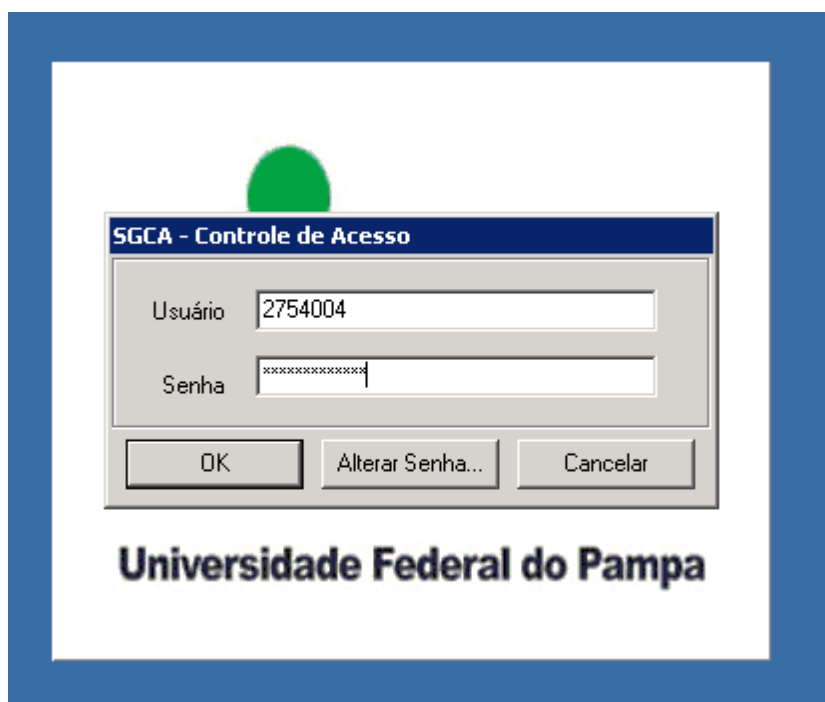 SGCA - Controle de Acesso
Usuário 2754004
Senha *************
OK Alterar Senha... Cancelar
Universidade Federal do Pampa